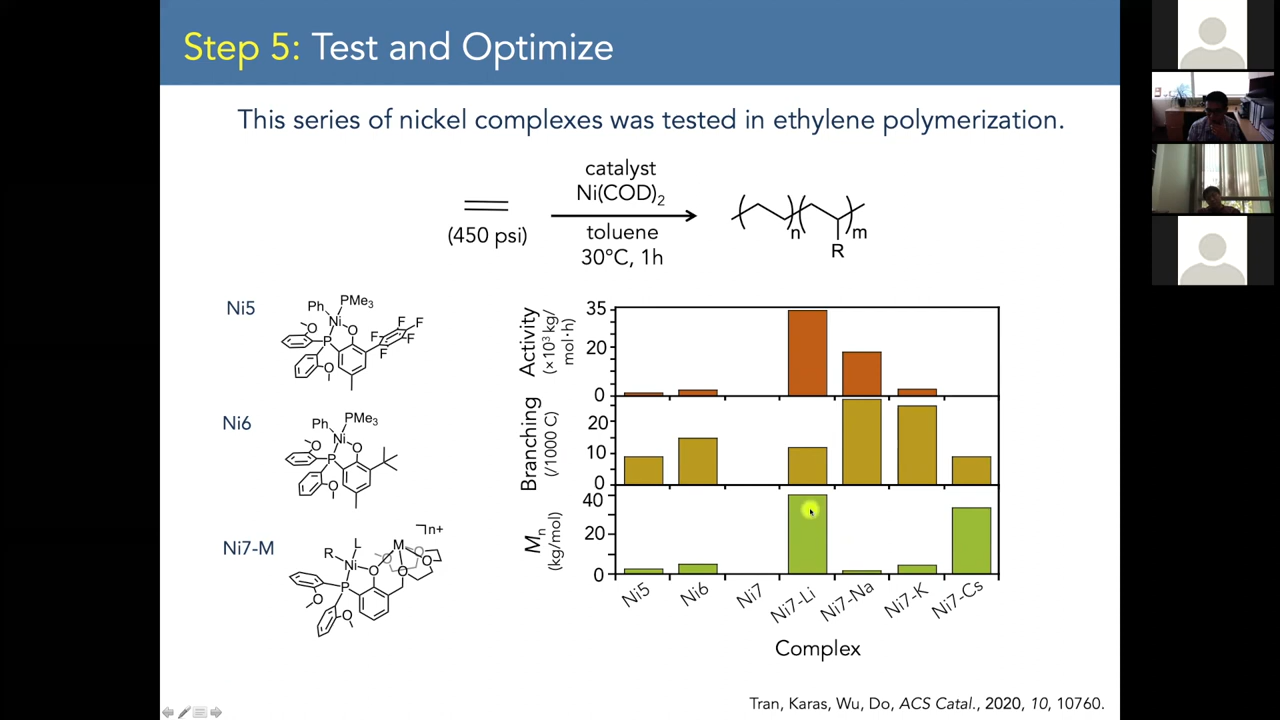 Step 5: Test and Optimize
This series of nickel complexes was tested in ethylene polymerization.
(450 psi)
catalyst
Ni(COD)2
toluene
30°C, 1h
n
m
R
Ni5
Ph
PMe3
Ni
O
O
P
O
F
F
F
F
F
Ni6
Ph
PMe3
Ni
O
O
P
O
Ni7-M
n+
R
L
M
Ni
O
O
O
O
O
P
O
O
Activity
(×10³ kg/
mol·h)
35
20
0
Branching
(/1000 C)
20
10
0
Mn
(kg/mol)
40
20
0
Ni5
Ni6
Ni7
Ni7-Li
Ni7-Na
Ni7-K
Ni7-Cs
Complex
Tran, Karas, Wu, Do, ACS Catal., 2020, 10, 10760.